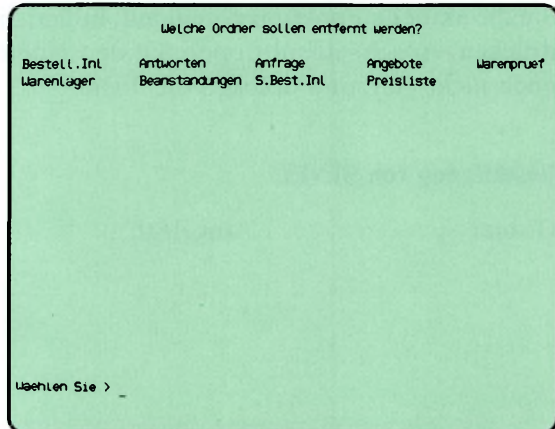 Welche Ordner sollen entfernt werden?
Bestell.Inl Antworten Anfrage Angebote Warenpruef
Warenlager Beanstandungen S.Best.Inl Preisliste
Waehlen Sie > _